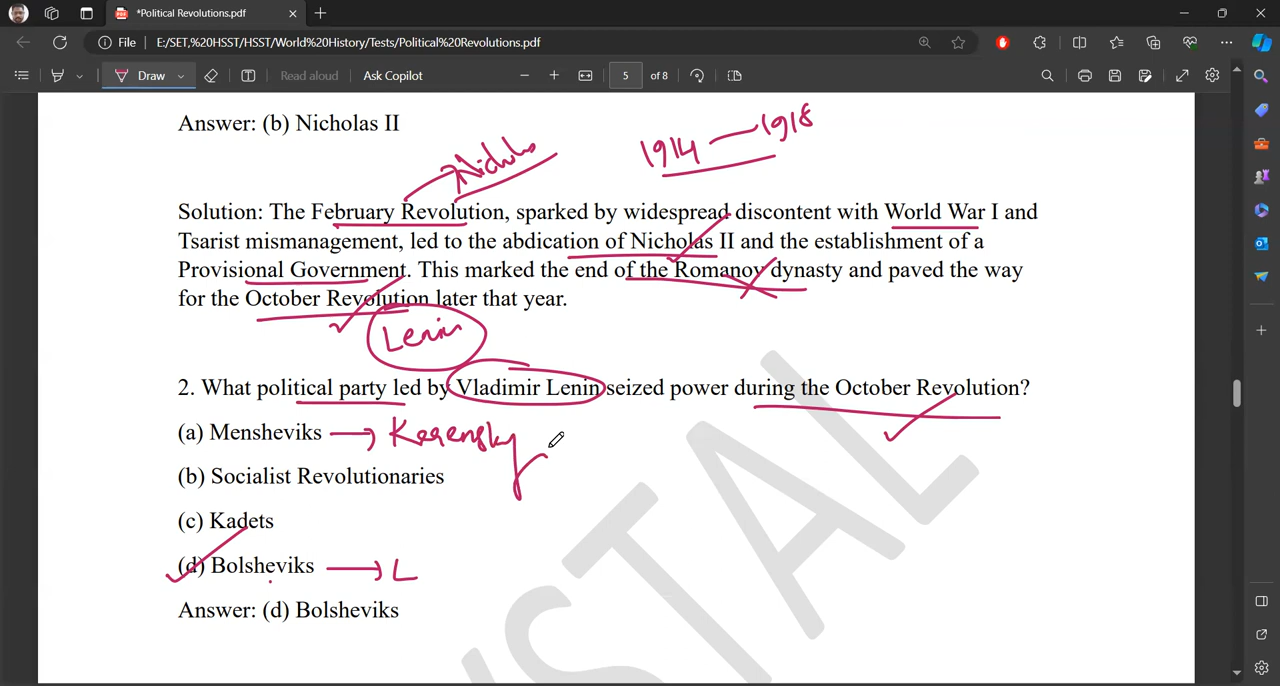 *Political Revolutions.pdf
File E:/SET,%20HSST/HSST/World%20History/Tests/Political%20Revolutions.pdf
Draw Read aloud Ask Copilot 5 of 8
Answer: (b) Nicholas II
1914 — 1918
Nicholas
Solution: The February Revolution, sparked by widespread discontent with World War I and
Tsarist mismanagement, led to the abdication of Nicholas II and the establishment of a
Provisional Government. This marked the end of the Romanov dynasty and paved the way
for the October Revolution later that year.
Lenin
2. What political party led by Vladimir Lenin seized power during the October Revolution?
(a) Mensheviks → Kerensky
(b) Socialist Revolutionaries
(c) Kadets
(d) Bolsheviks → L
Answer: (d) Bolsheviks